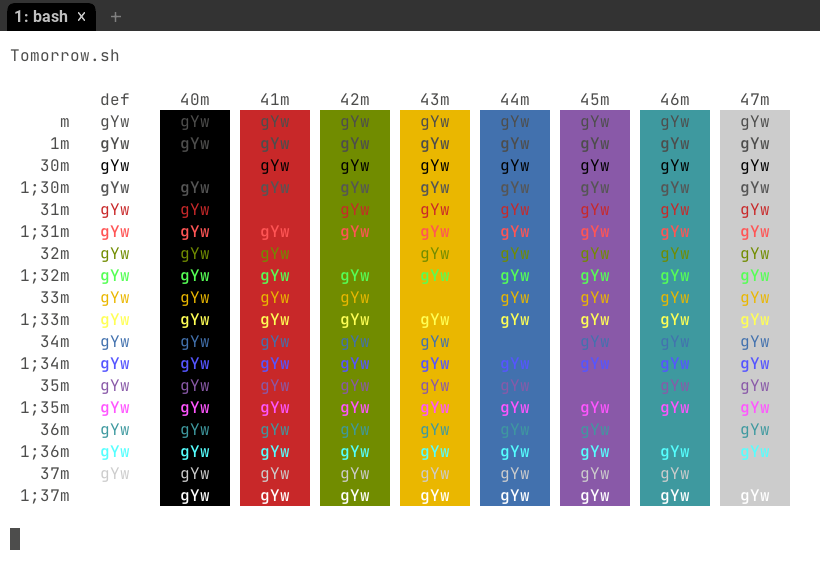 1: bash x +
Tomorrow.sh
def 40m 41m 42m 43m 44m 45m 46m 47m
m gYw gYw gYw gYw gYw gYw gYw gYw gYw
1m gYw gYw gYw gYw gYw gYw gYw gYw gYw
30m gYw gYw gYw gYw gYw gYw gYw gYw
1;30m gYw gYw gYw gYw gYw gYw gYw gYw gYw
31m gYw gYw gYw gYw gYw gYw gYw gYw
1;31m gYw gYw gYw gYw gYw gYw gYw gYw gYw
32m gYw gYw gYw gYw gYw gYw gYw gYw
1;32m gYw gYw gYw gYw gYw gYw gYw gYw gYw
33m gYw gYw gYw gYw gYw gYw gYw gYw
1;33m gYw gYw gYw gYw gYw gYw gYw gYw gYw
34m gYw gYw gYw gYw gYw gYw gYw gYw
1;34m gYw gYw gYw gYw gYw gYw gYw gYw gYw
35m gYw gYw gYw gYw gYw gYw gYw gYw
1;35m gYw gYw gYw gYw gYw gYw gYw gYw gYw
36m gYw gYw gYw gYw gYw gYw gYw gYw
1;36m gYw gYw gYw gYw gYw gYw gYw gYw gYw
37m gYw gYw gYw gYw gYw gYw gYw gYw
1;37m gYw gYw gYw gYw gYw gYw gYw gYw